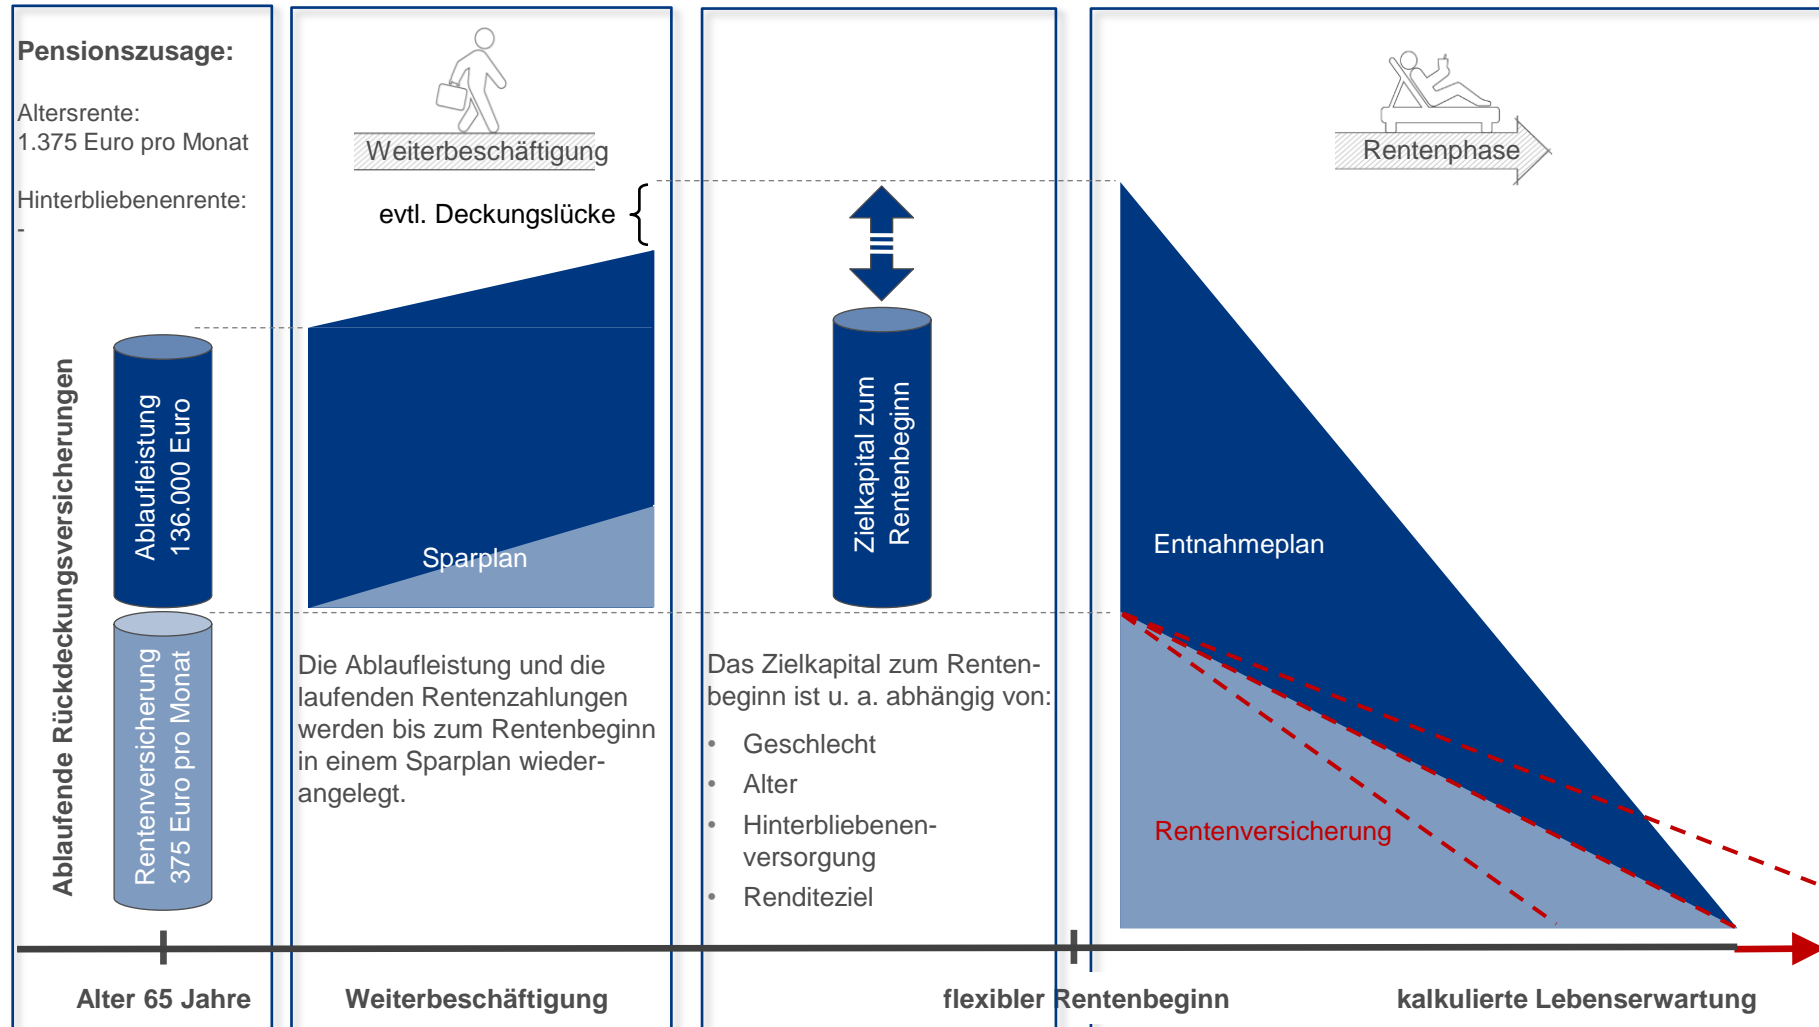 Pensionszusage:
Altersrente:
1.375 Euro pro Monat
Hinterbliebenenrente:
-
Ablaufende Rückdeckungsversicherungen
Ablaufleistung
136.000 Euro
Rentenversicherung
375 Euro pro Monat
Weiterbeschäftigung
evtl. Deckungslücke
Sparplan
Die Ablaufleistung und die
laufenden Rentenzahlungen
werden bis zum Rentenbeginn
in einem Sparplan wieder-
angelegt.
Zielkapital zum
Rentenbeginn
Das Zielkapital zum Renten-
beginn ist u. a. abhängig von:
• Geschlecht
• Alter
• Hinterbliebenen-
versorgung
• Renditeziel
Rentenphase
Entnahmeplan
Rentenversicherung
Alter 65 Jahre
Weiterbeschäftigung
flexibler Rentenbeginn
kalkulierte Lebenserwartung